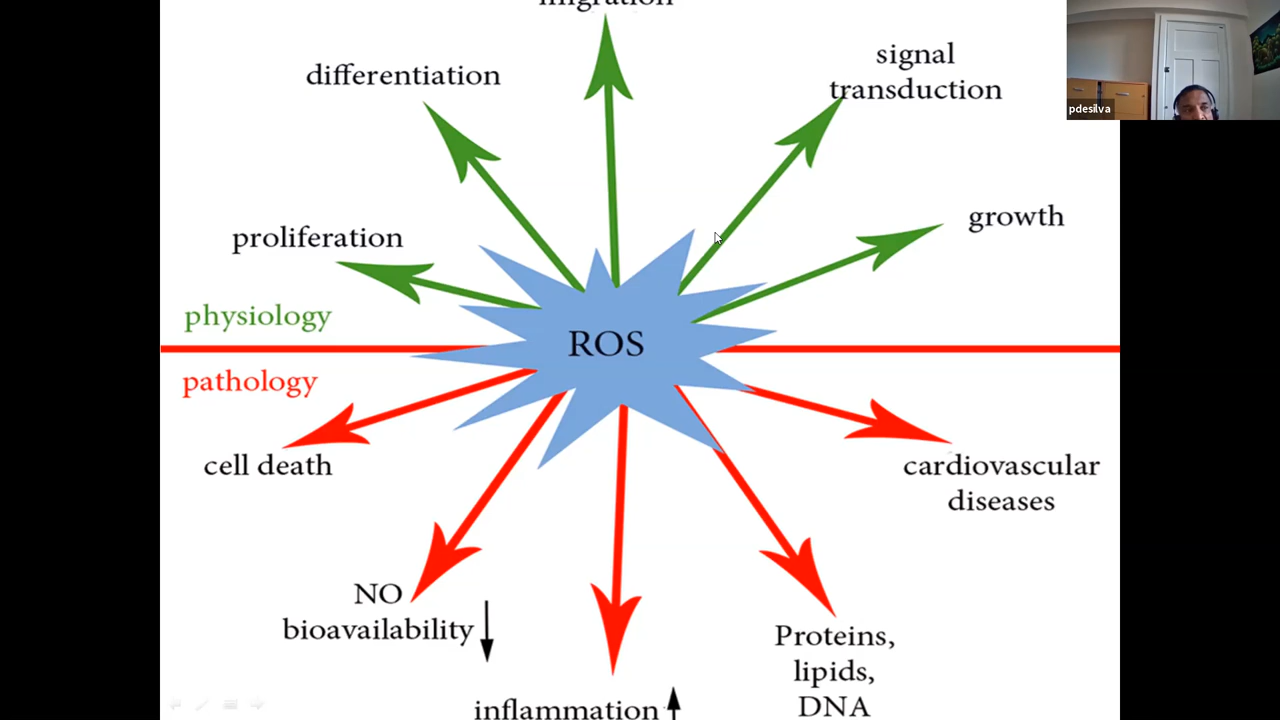 migration
signal
transduction
differentiation
pdesilva
growth
proliferation
physiology
ROS
pathology
cell death
cardiovascular
diseases
NO
bioavailability
Proteins,
lipids,
DNA
inflammation